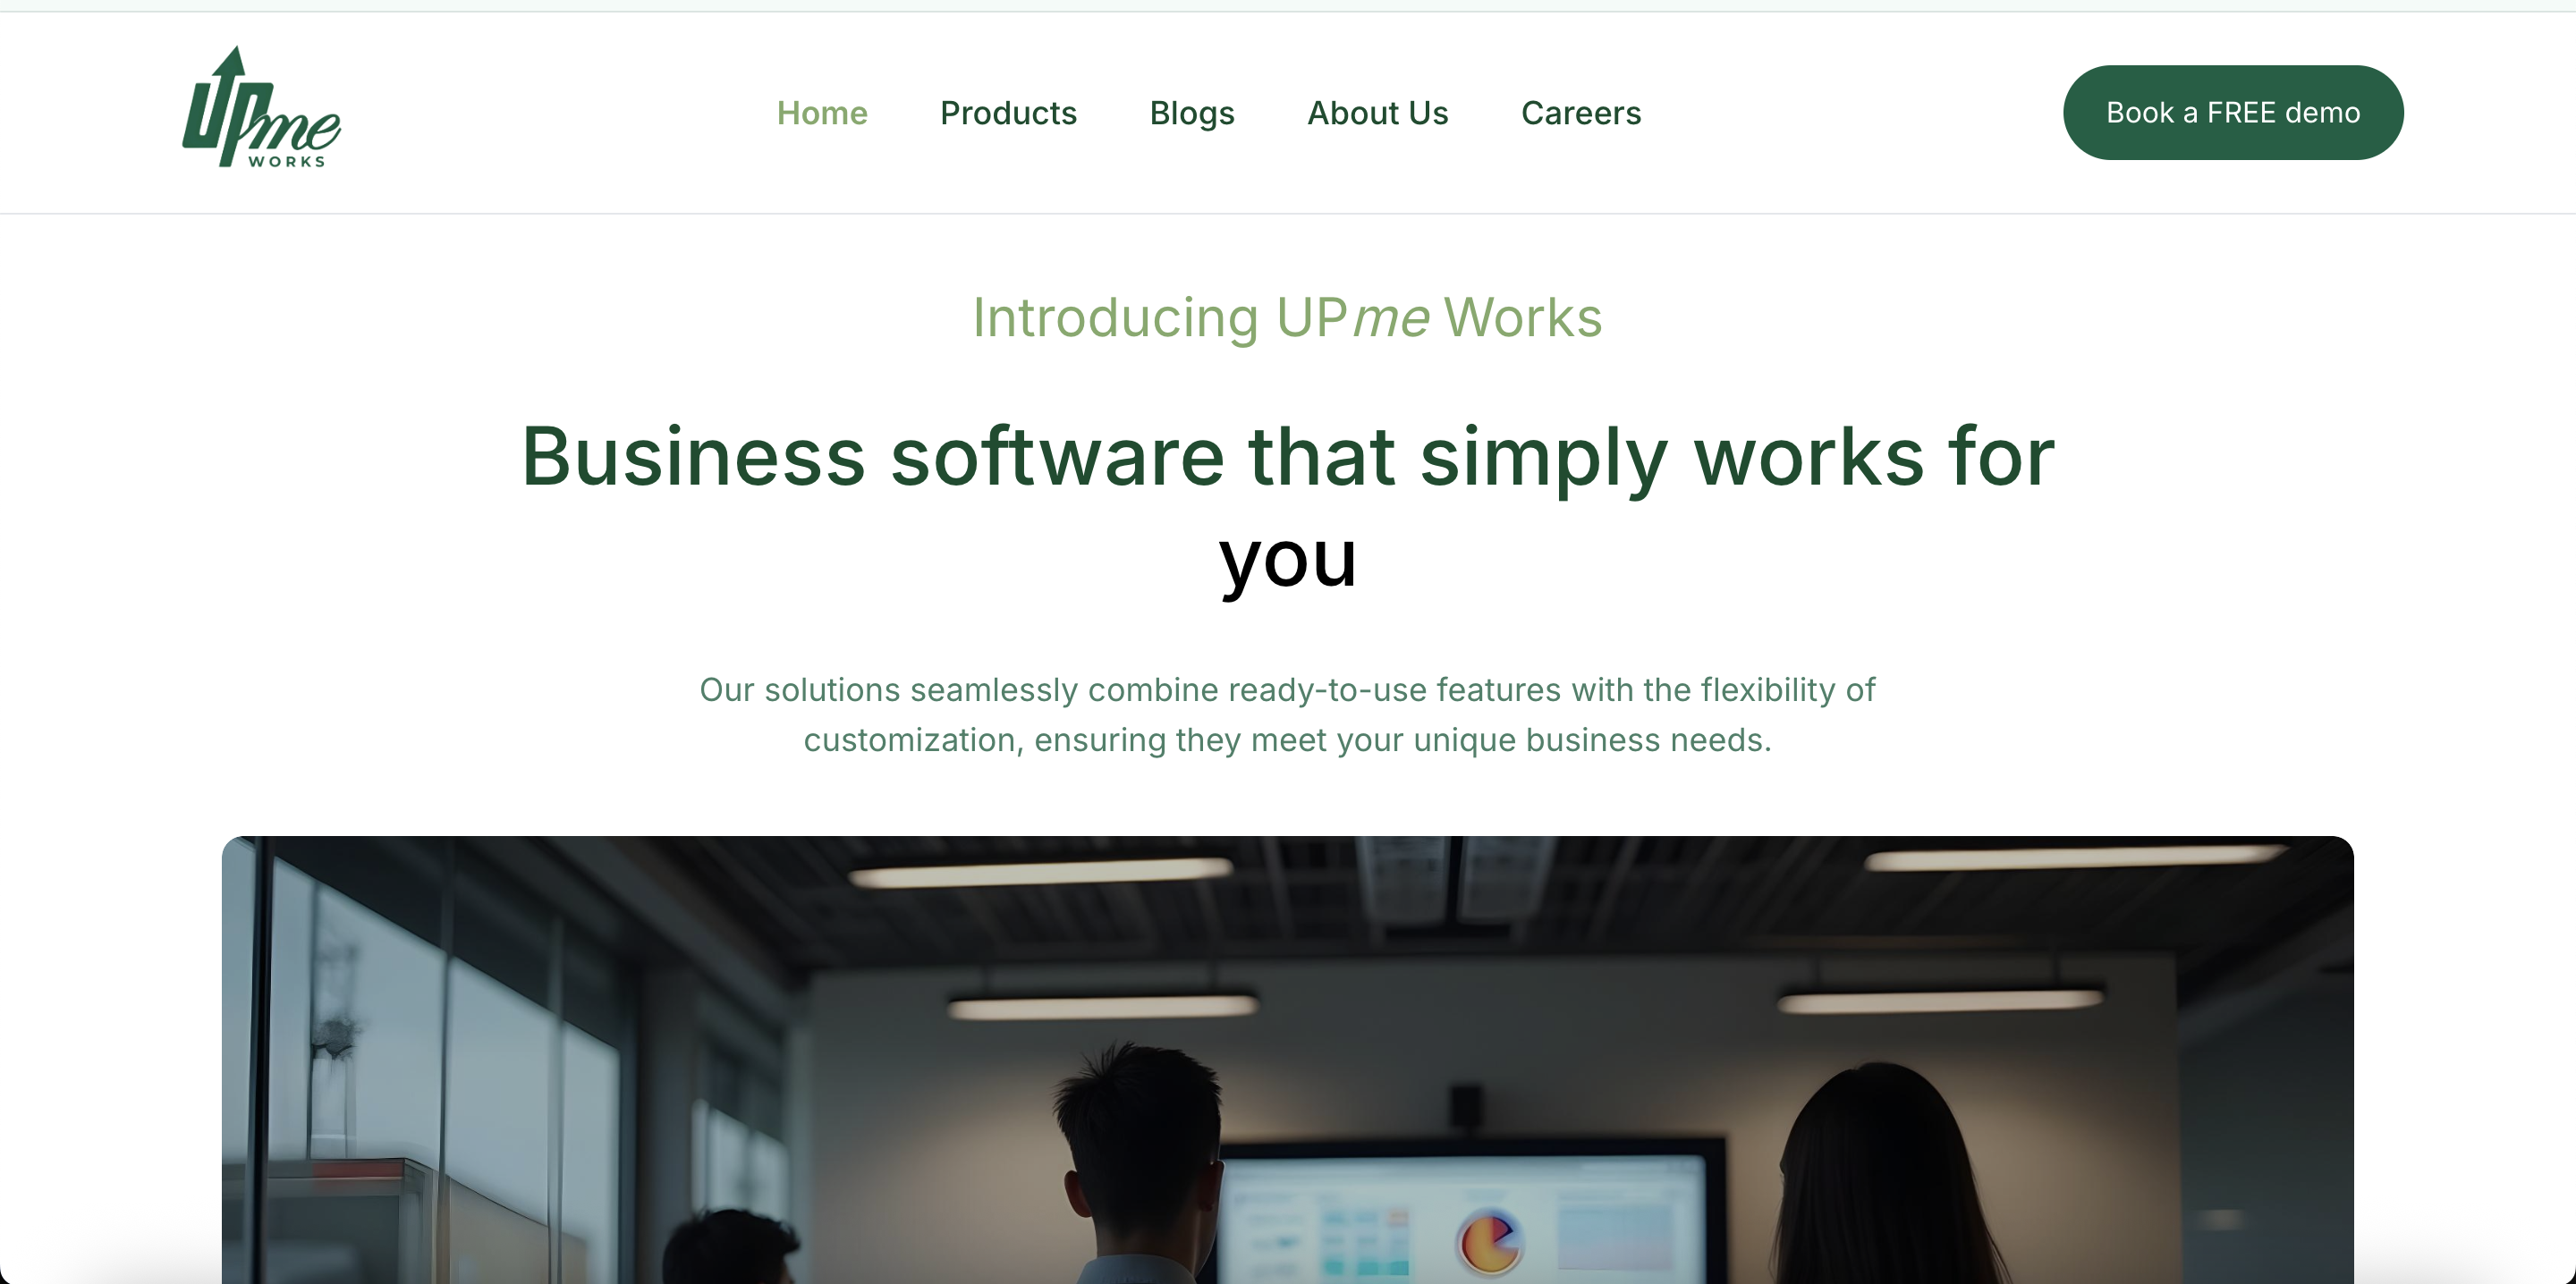 UPme
WORKS
Home
Products
Blogs
About Us
Careers
Book a FREE demo
Introducing UPme Works
Business software that simply works for
you
Our solutions seamlessly combine ready-to-use features with the flexibility of
customization, ensuring they meet your unique business needs.